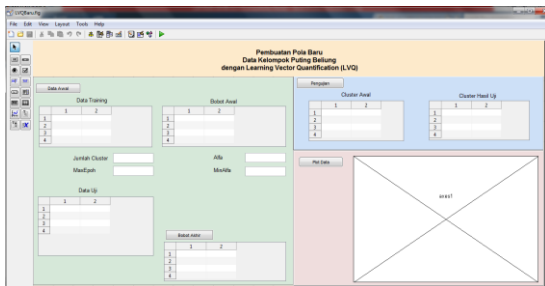 LVQBaru.fig
File Edit View Layout Tools Help
Pembuatan Pola Baru
Data Kelompok Puting Beliung
dengan Learning Vector Quantification (LVQ)
Data Awal
Data Training
Bobot Awal
1 2
1
2
3
4
1 2
1
2
3
4
Jumlah Cluster
Alfa
MaxEpoh
MinAlfa
Data Uji
1 2
1
2
3
4
Bobot Akhir
1 2
1
2
3
4
Pengujian
Cluster Awal
Cluster Hasil Uji
1 2
1
2
3
4
1 2
1
2
3
4
Plot Data
axes1